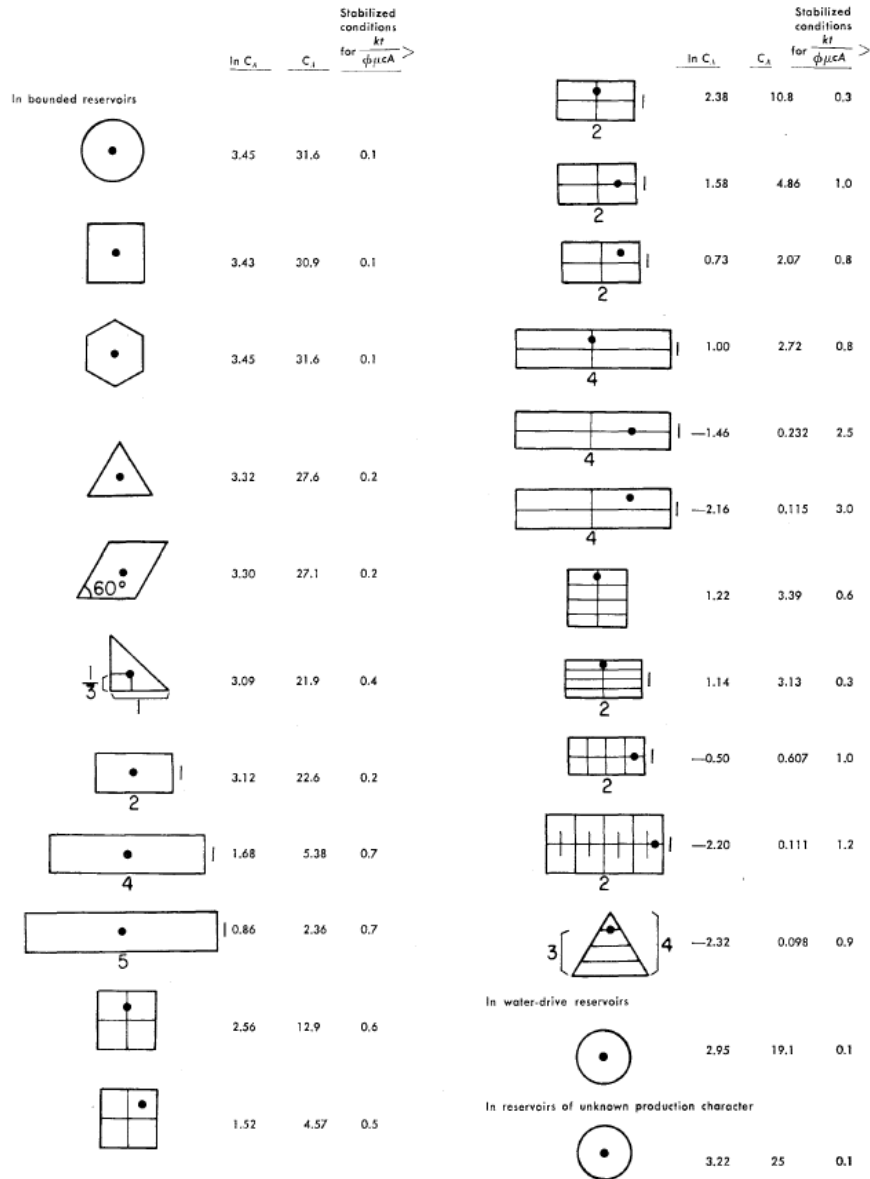 Stabilized
conditions
for kt/ϕμcA >
ln C_A C_A
In bounded reservoirs
3.45 31.6 0.1
3.43 30.9 0.1
3.45 31.6 0.1
3.32 27.6 0.2
60° 3.30 27.1 0.2
1/3 1 3.09 21.9 0.4
1 3.12 22.6 0.2
2
1 1.68 5.38 0.7
4
1 0.86 2.36 0.7
5
2.56 12.9 0.6
1.52 4.57 0.5
Stabilized
conditions
for kt/ϕμcA >
ln C_A C_A
1 2.38 10.8 0.3
2
1 1.58 4.86 1.0
2
1 0.73 2.07 0.8
2
1 1.00 2.72 0.8
4
1 —1.46 0.232 2.5
4
1 —2.16 0.115 3.0
4
1.22 3.39 0.6
1 1.14 3.13 0.3
2
1 —0.50 0.607 1.0
2
1 —2.20 0.111 1.2
2
3 4 —2.32 0.098 0.9
In water-drive reservoirs
2.95 19.1 0.1
In reservoirs of unknown production character
3.22 25 0.1